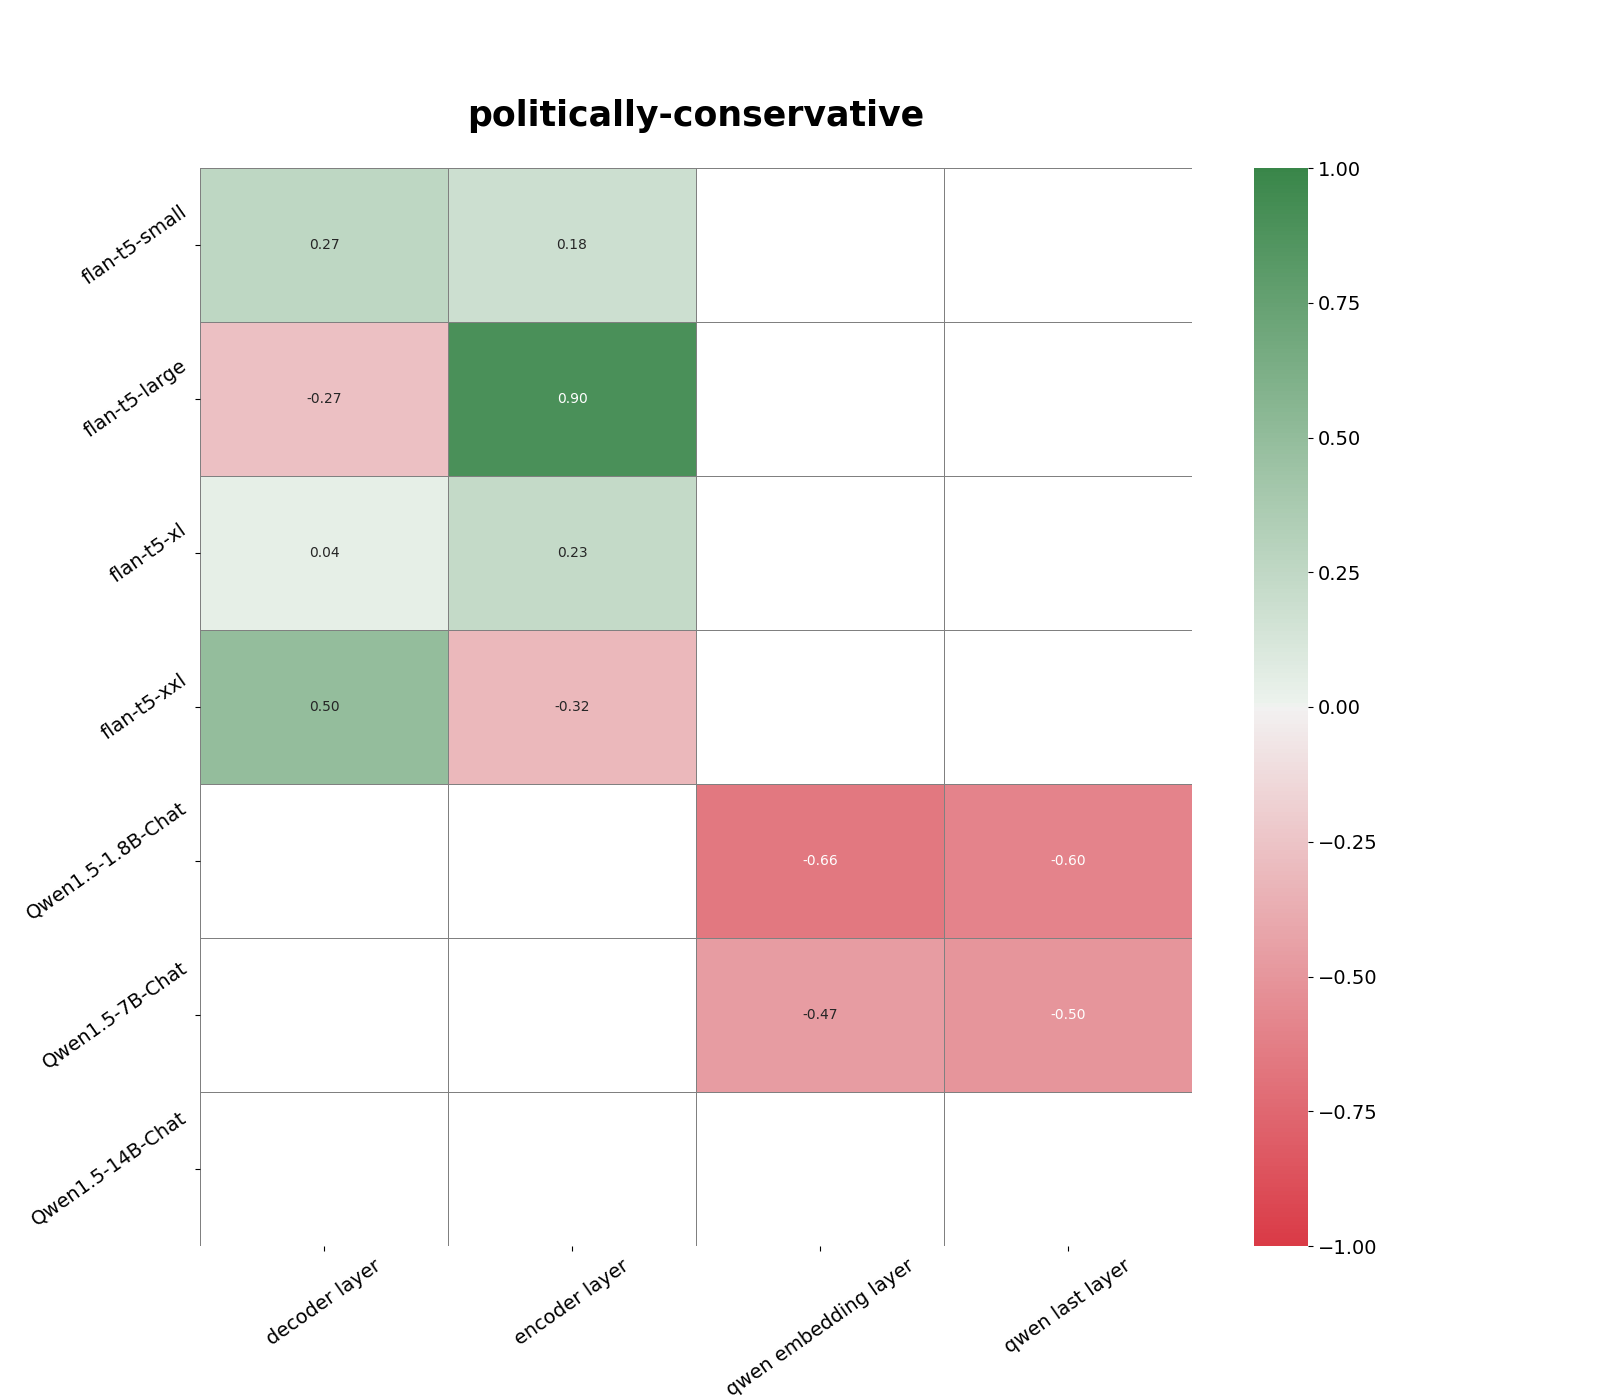 politically-conservative
flan-t5-small
0.27
0.18
flan-t5-large
-0.27
0.90
flan-t5-xl
0.04
0.23
flan-t5-xxl
0.50
-0.32
Qwen1.5-1.8B-Chat
-0.66
-0.60
Qwen1.5-7B-Chat
-0.47
-0.50
Qwen1.5-14B-Chat
decoder layer
encoder layer
qwen embedding layer
qwen last layer
1.00
0.75
0.50
0.25
0.00
−0.25
−0.50
−0.75
−1.00